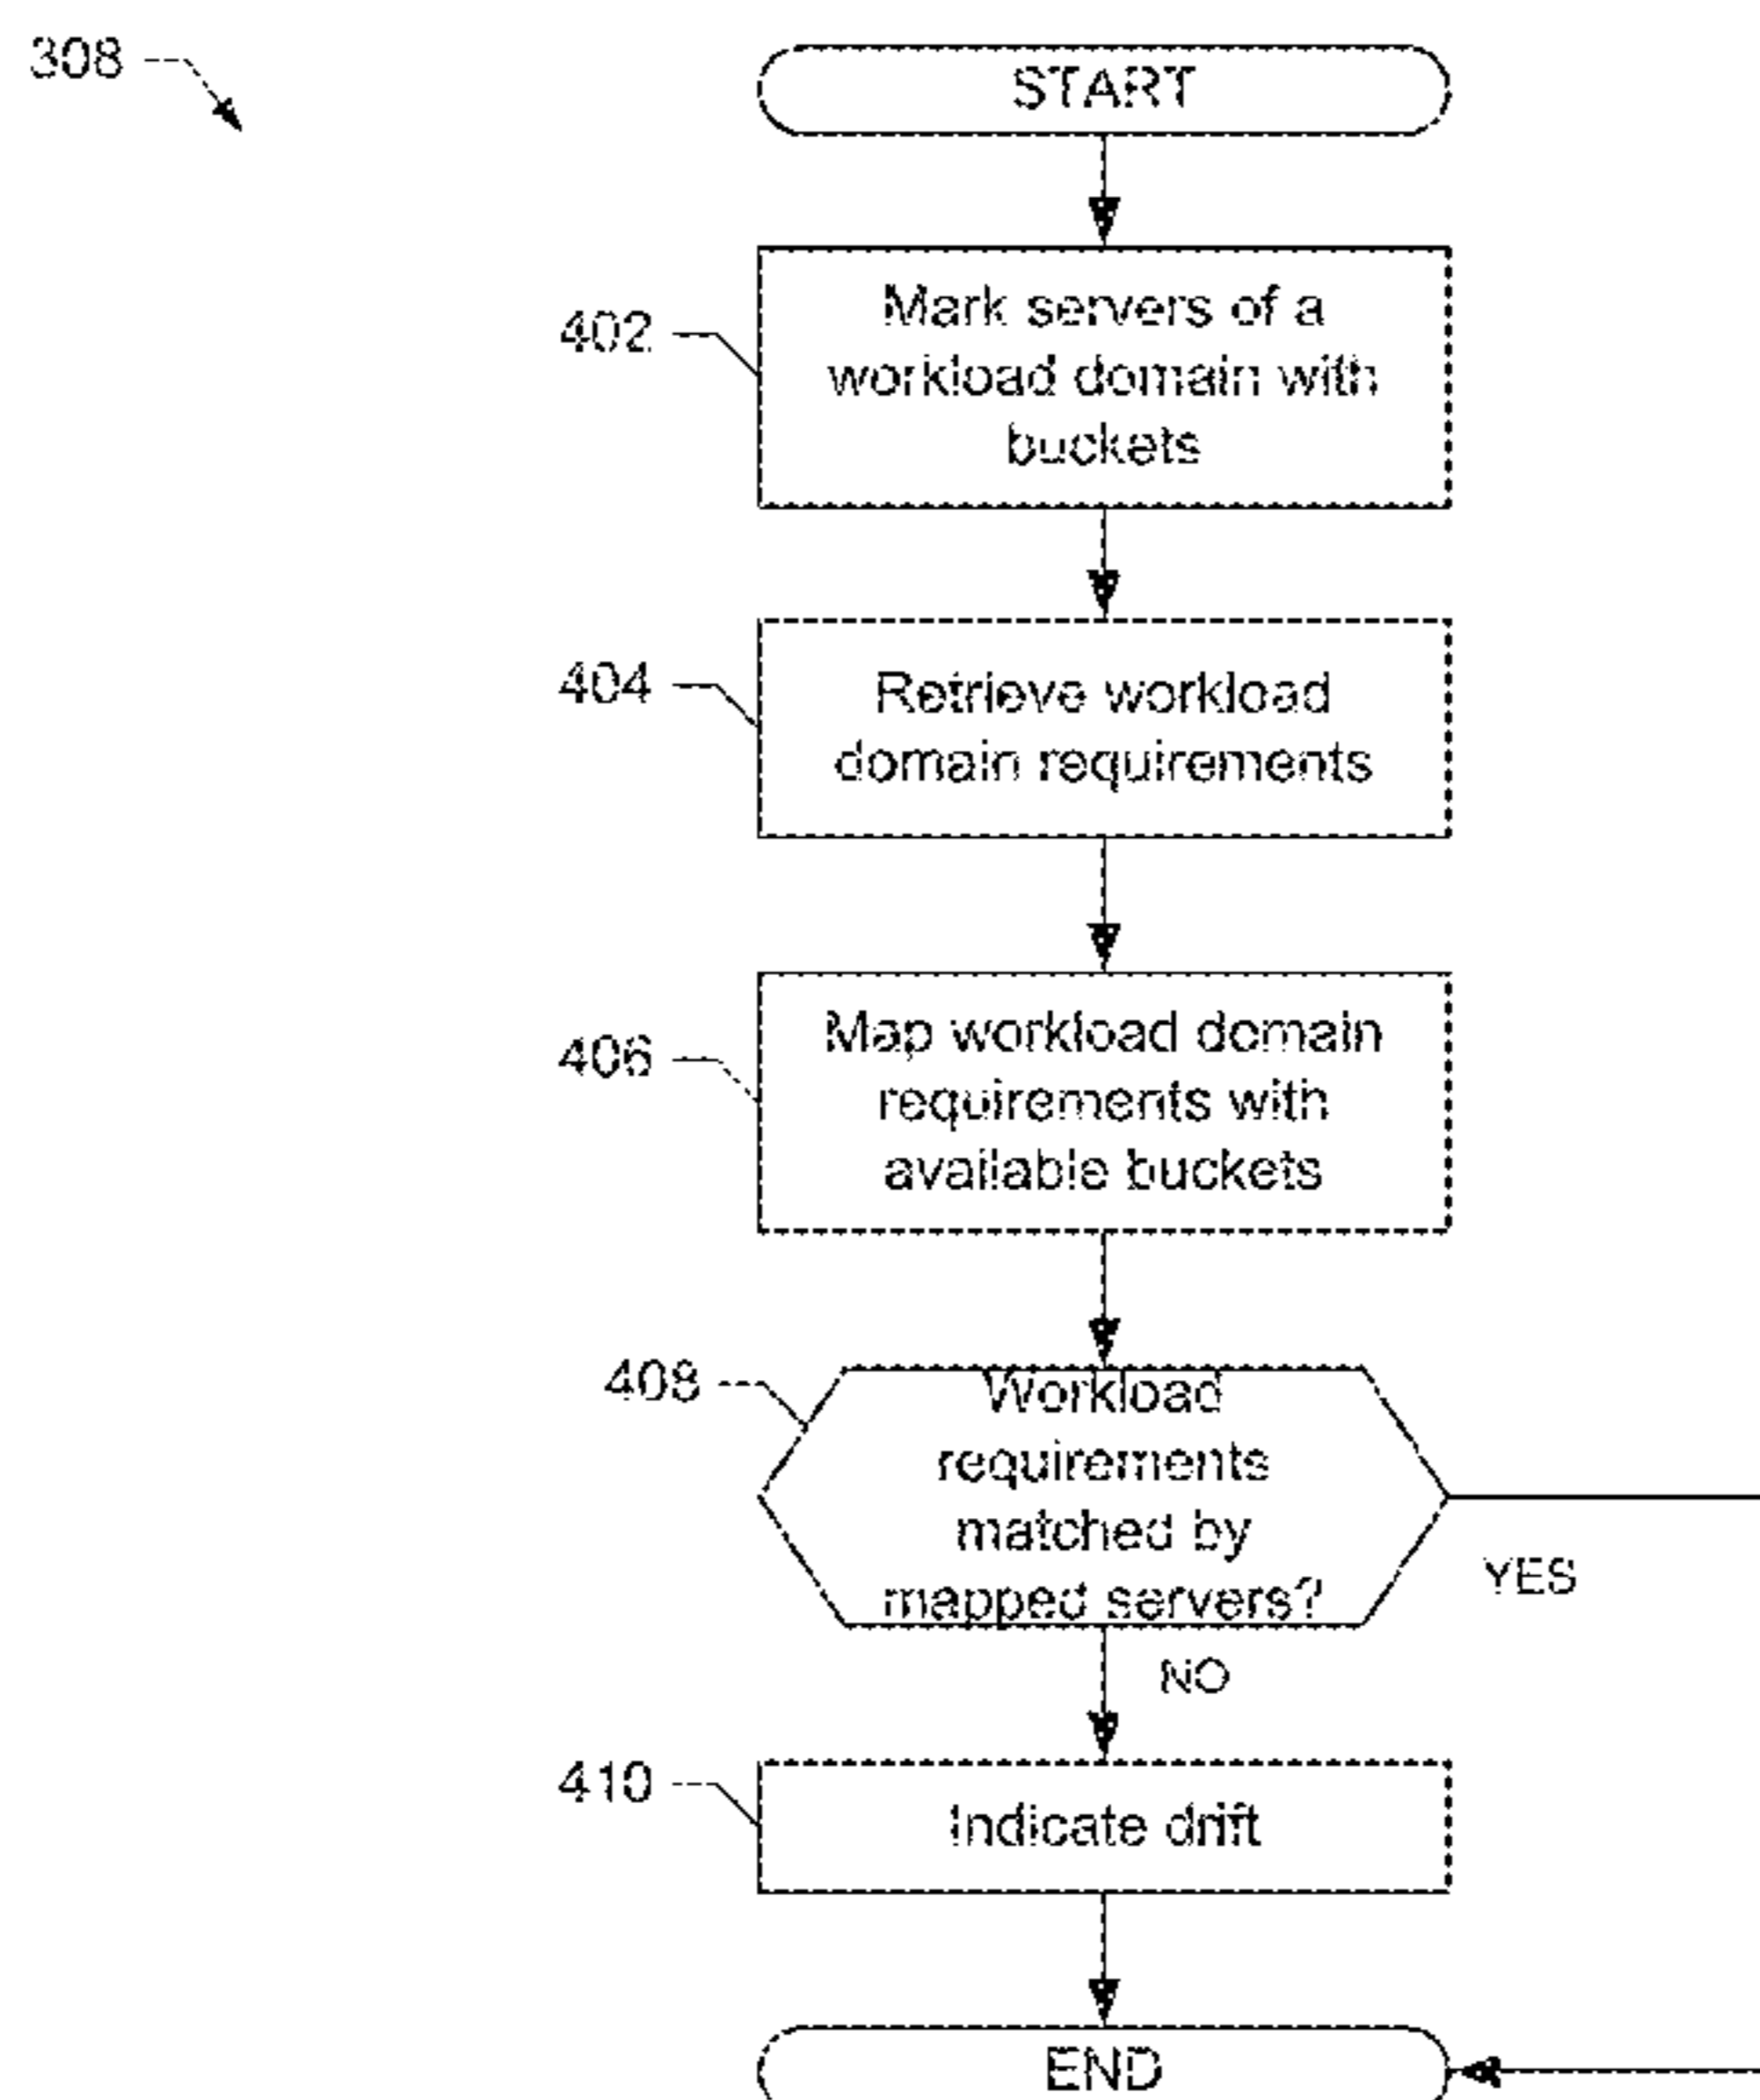 308
START
402
Mark servers of a
workload domain with
buckets
404
Retrieve workload
domain requirements
406
Map workload domain
requirements with
available buckets
408
Workload
requirements
matched by
mapped servers?
YES
NO
410
Indicate drift
END